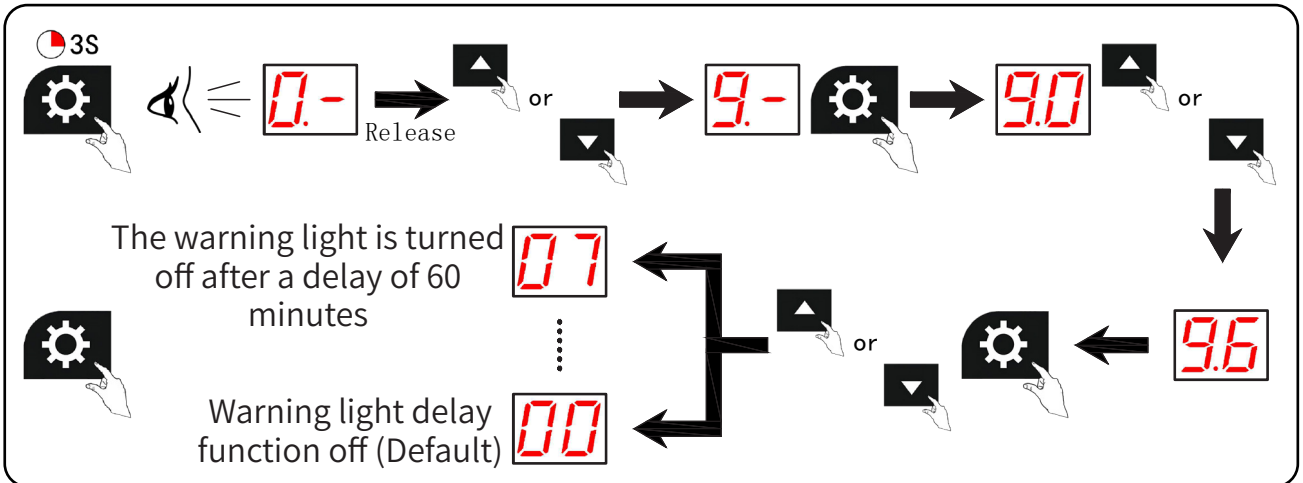 3S
0.-
Release
or
9.-
9.0
or
The warning light is turned
off after a delay of 60
minutes
07
or
9.6
Warning light delay
function off (Default)
00